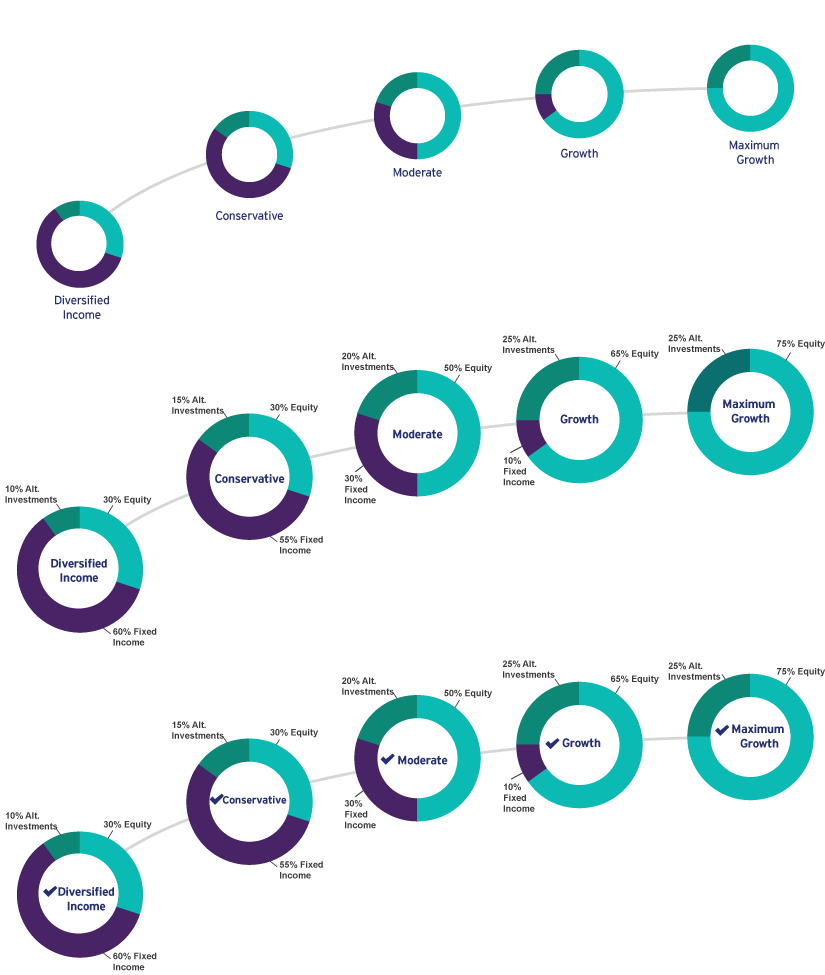 Maximum
Growth
Growth
Moderate
Conservative
Diversified
Income
25% Alt.
Investments
75% Equity
Maximum
Growth
25% Alt.
Investments
65% Equity
Growth
10%
Fixed
Income
20% Alt.
Investments
50% Equity
Moderate
30%
Fixed
Income
15% Alt.
Investments
30% Equity
Conservative
55% Fixed
Income
10% Alt.
Investments
30% Equity
Diversified
Income
60% Fixed
Income
25% Alt.
Investments
75% Equity
Maximum
Growth
25% Alt.
Investments
65% Equity
Growth
10%
Fixed
Income
20% Alt.
Investments
50% Equity
Moderate
30%
Fixed
Income
15% Alt.
Investments
30% Equity
Conservative
55% Fixed
Income
10% Alt.
Investments
30% Equity
Diversified
Income
60% Fixed
Income